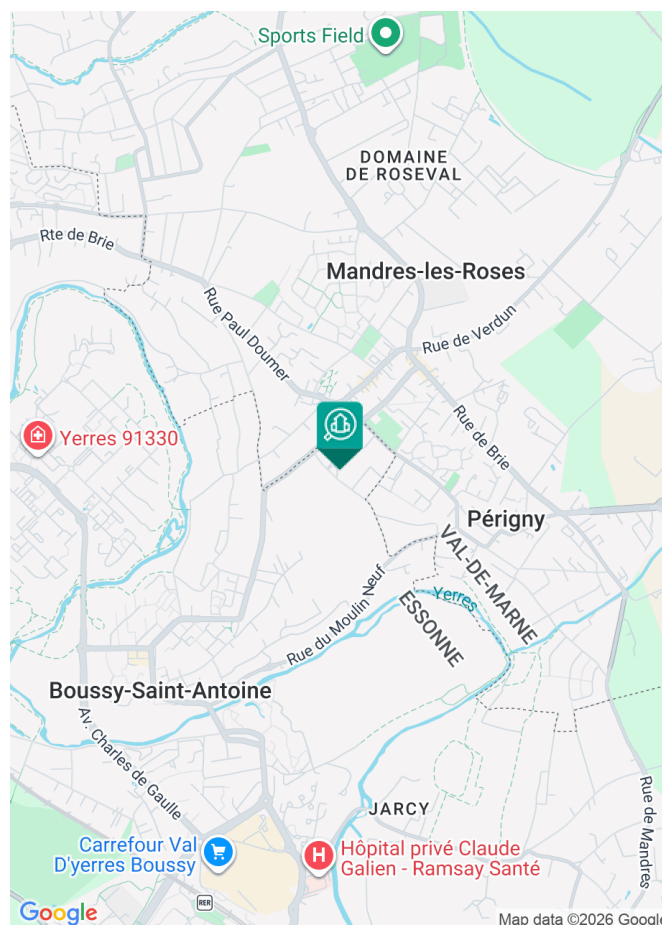 Sports Field
DOMAINE
DE ROSEVAL
Rte de Brie
Mandres-les-Roses
Rue Paul Doumer
Rue de Verdun
Yerres 91330
Rue de Brie
Périgny
VAL-DE-MARNE
ESSONNE
Yerres
Rue du Moulin Neuf
Boussy-Saint-Antoine
Av. Charles de Gaulle
Rue de Mandres
JARCY
Carrefour Val
D'yerres Boussy
H
Hôpital privé Claude
Galien - Ramsay Santé
RER
Google
Map data ©2026 Google